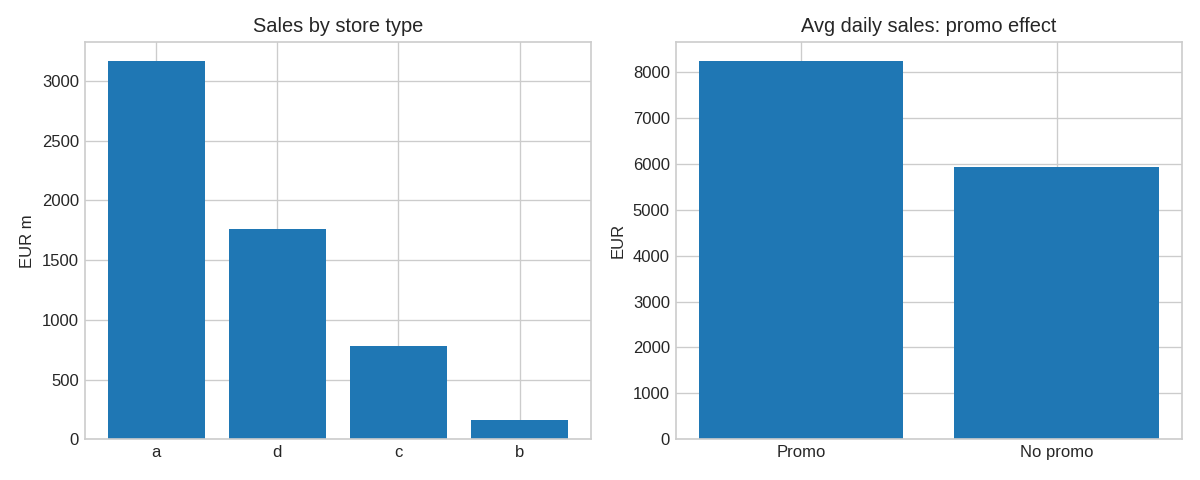 Sales by store type
EUR m
3000
2500
2000
1500
1000
500
0
a d c b
Avg daily sales: promo effect
EUR
8000
7000
6000
5000
4000
3000
2000
1000
0
Promo No promo